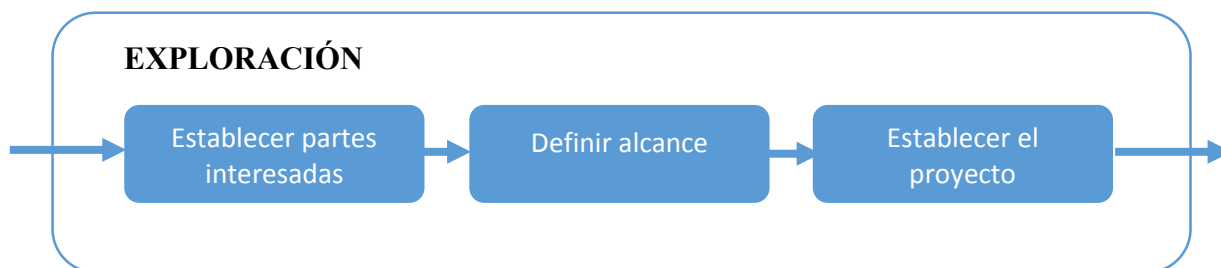 EXPLORACIÓN
Establecer partes
interesadas
Definir alcance
Establecer el
proyecto